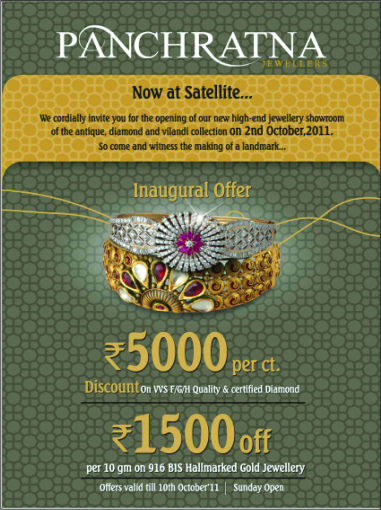 PANCHRATNA
JEWELLERS
Now at Satellite...
We cordially invite you for the opening of our new high-end jewellery showroom
of the antique, diamond and vilandi collection on 2nd October,2011.
So come and witness the making of a landmark...
Inaugural Offer
₹5000 per ct.
Discount On VVS F/G/H Quality & certified Diamond
₹1500 off
per 10 gm on 916 BIS Hallmarked Gold Jewellery
Offers valid till 10th October'11 | Sunday Open